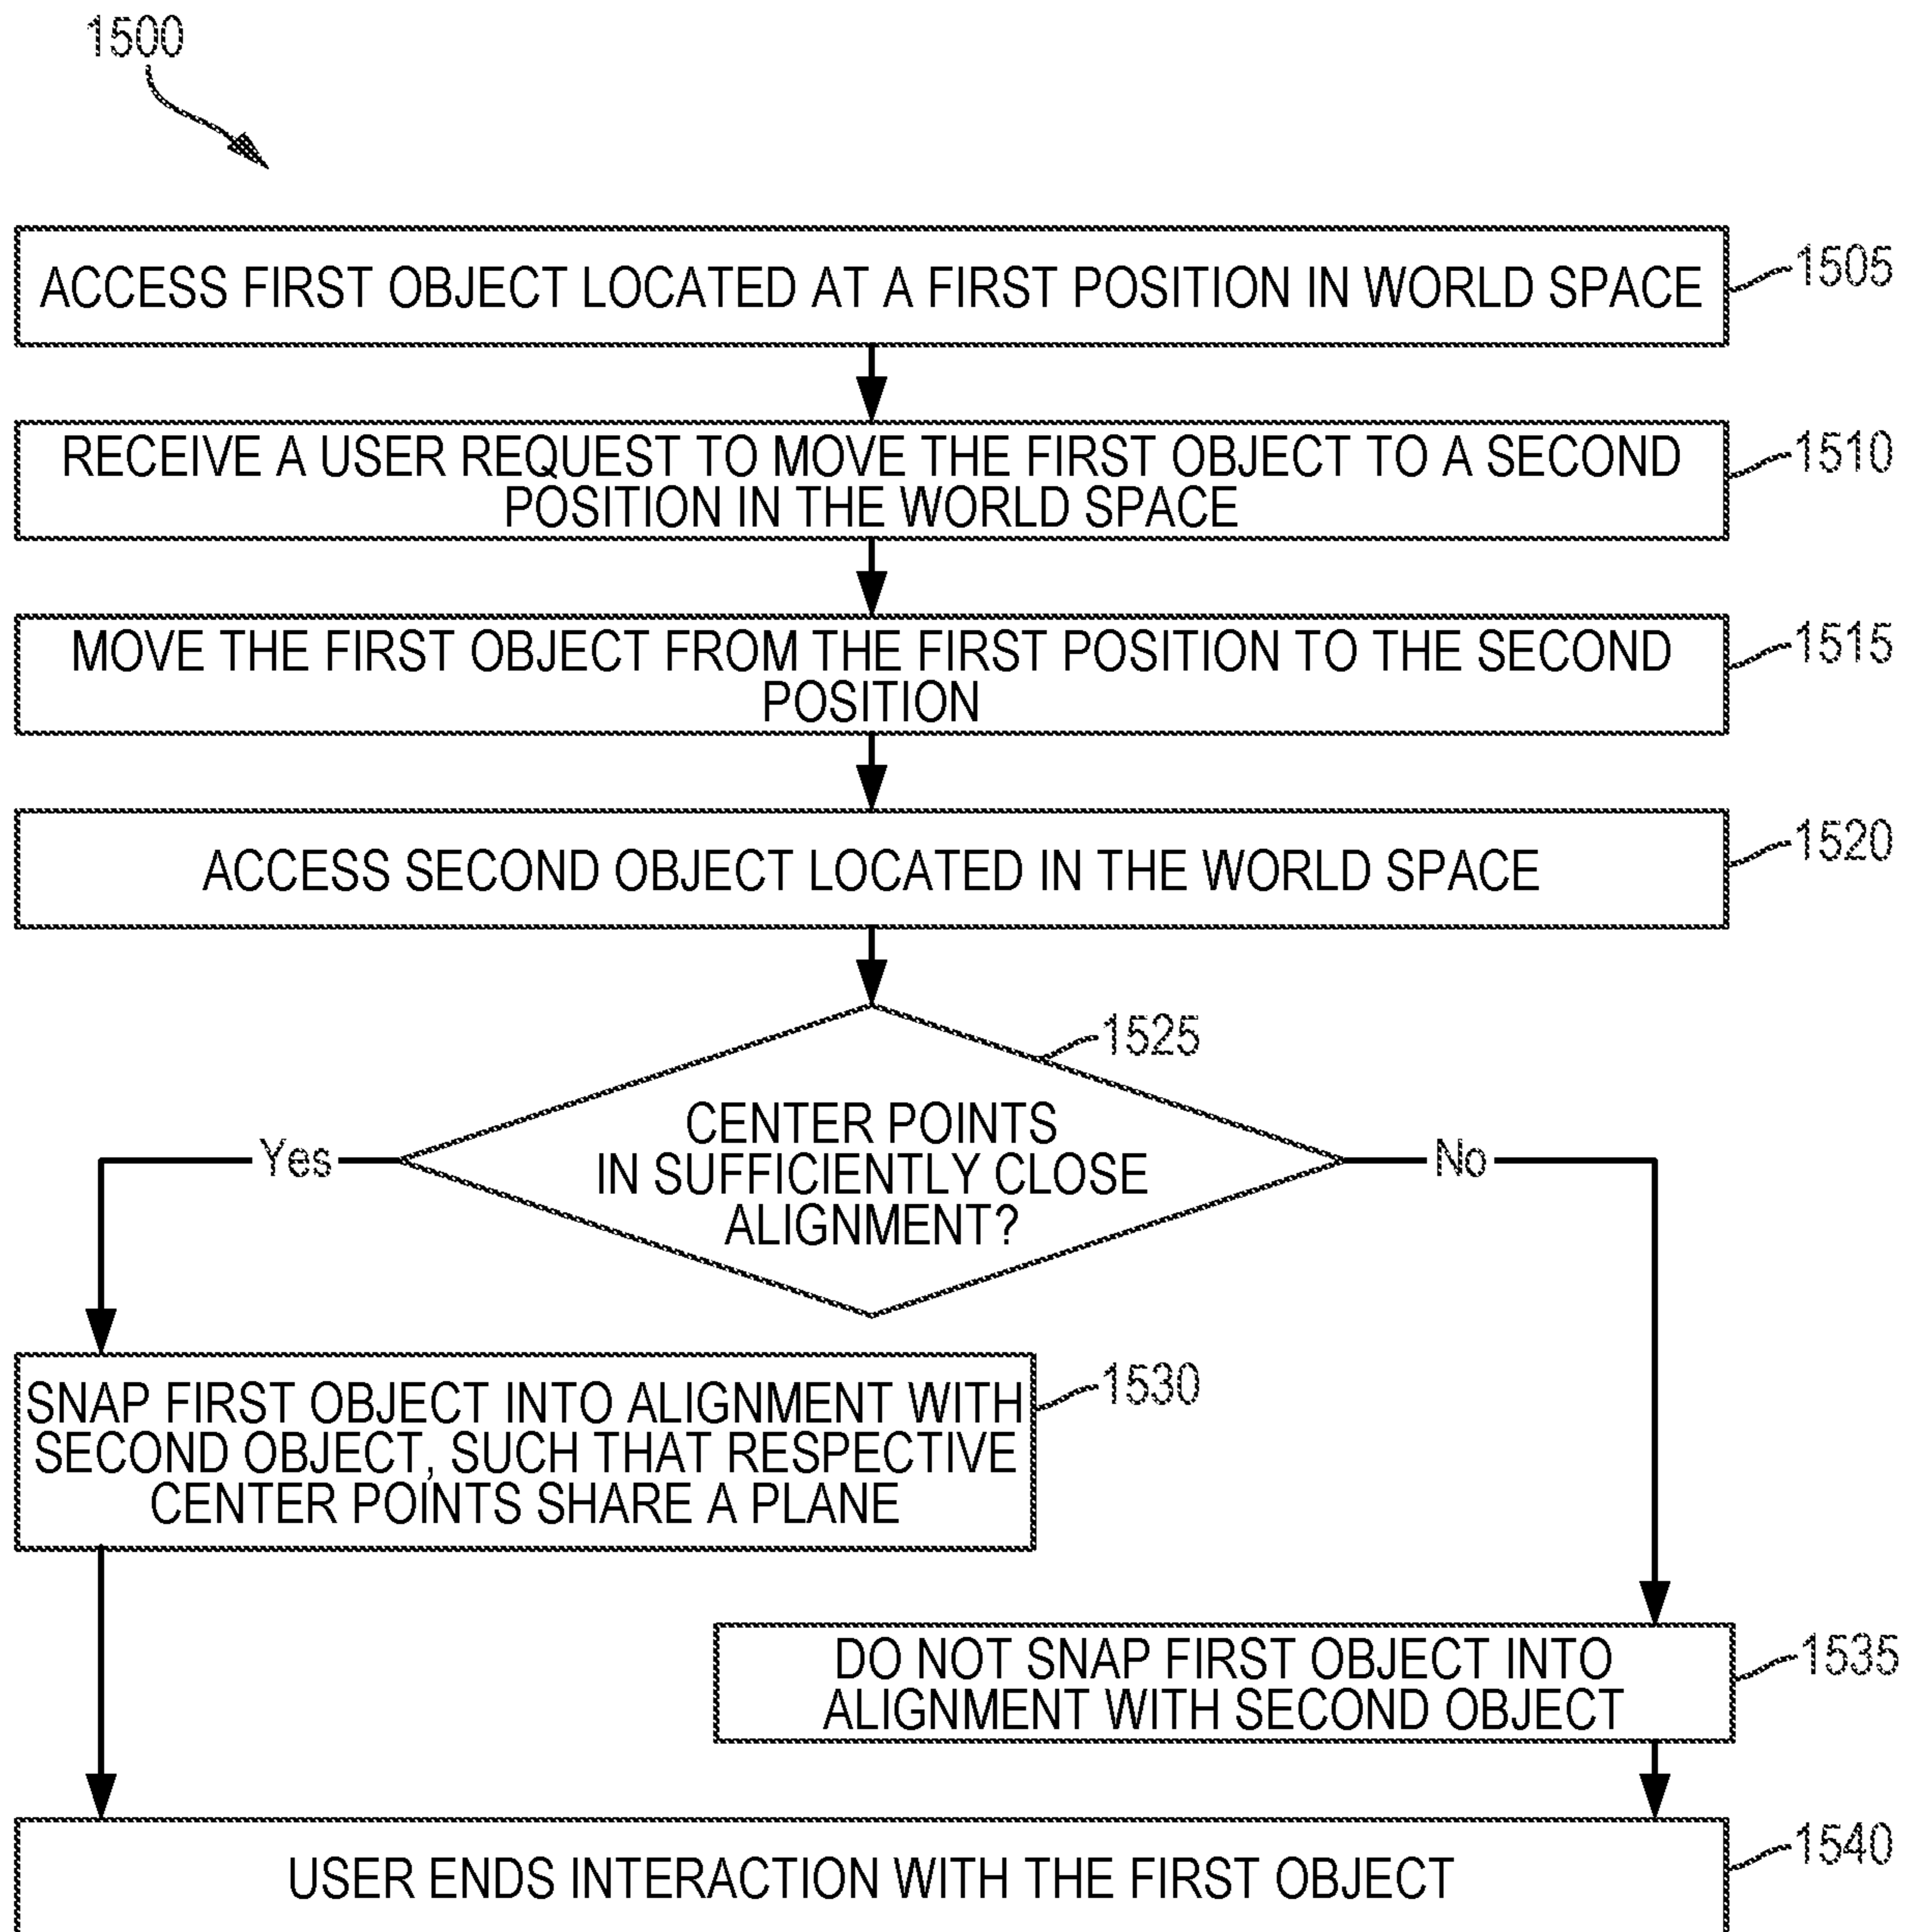 1500
ACCESS FIRST OBJECT LOCATED AT A FIRST POSITION IN WORLD SPACE
1505
RECEIVE A USER REQUEST TO MOVE THE FIRST OBJECT TO A SECOND
POSITION IN THE WORLD SPACE
1510
MOVE THE FIRST OBJECT FROM THE FIRST POSITION TO THE SECOND
POSITION
1515
ACCESS SECOND OBJECT LOCATED IN THE WORLD SPACE
1520
1525
CENTER POINTS
IN SUFFICIENTLY CLOSE
ALIGNMENT?
Yes
No
SNAP FIRST OBJECT INTO ALIGNMENT WITH
SECOND OBJECT, SUCH THAT RESPECTIVE
CENTER POINTS SHARE A PLANE
1530
DO NOT SNAP FIRST OBJECT INTO
ALIGNMENT WITH SECOND OBJECT
1535
USER ENDS INTERACTION WITH THE FIRST OBJECT
1540